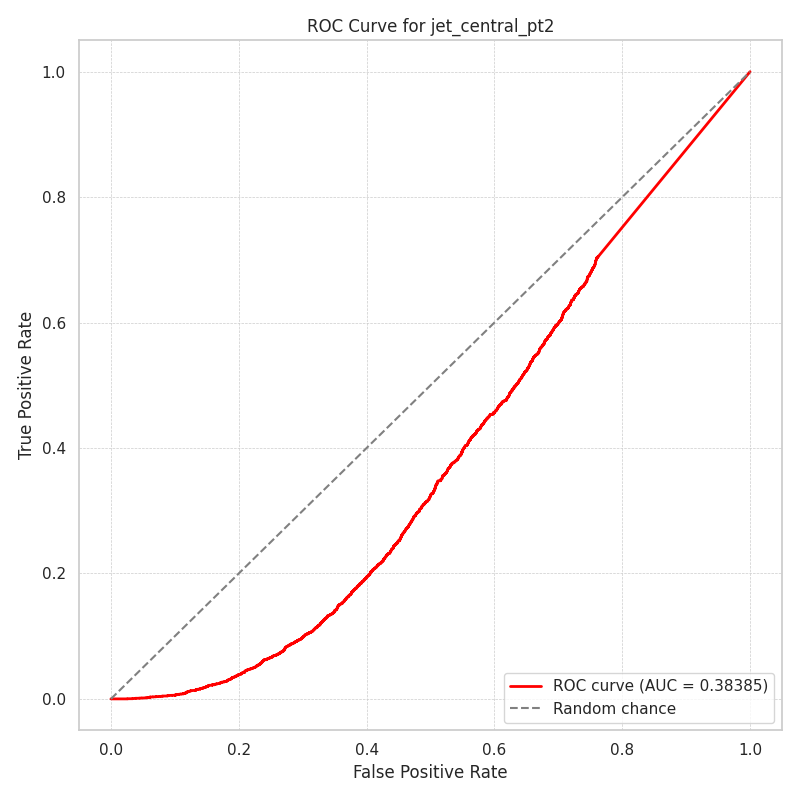 ROC Curve for jet_central_pt2
True Positive Rate
1.0
0.8
0.6
0.4
0.2
0.0
0.0 0.2 0.4 0.6 0.8 1.0
False Positive Rate
ROC curve (AUC = 0.38385)
Random chance